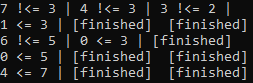 7 !<= 3 | 4 !<= 3 | 3 !<= 2 |
1 <= 3 | [finished]  [finished]
6 !<= 5 | 0 <= 3 | [finished]
0 <= 5 | [finished]  [finished]
4 <= 7 | [finished]  [finished]